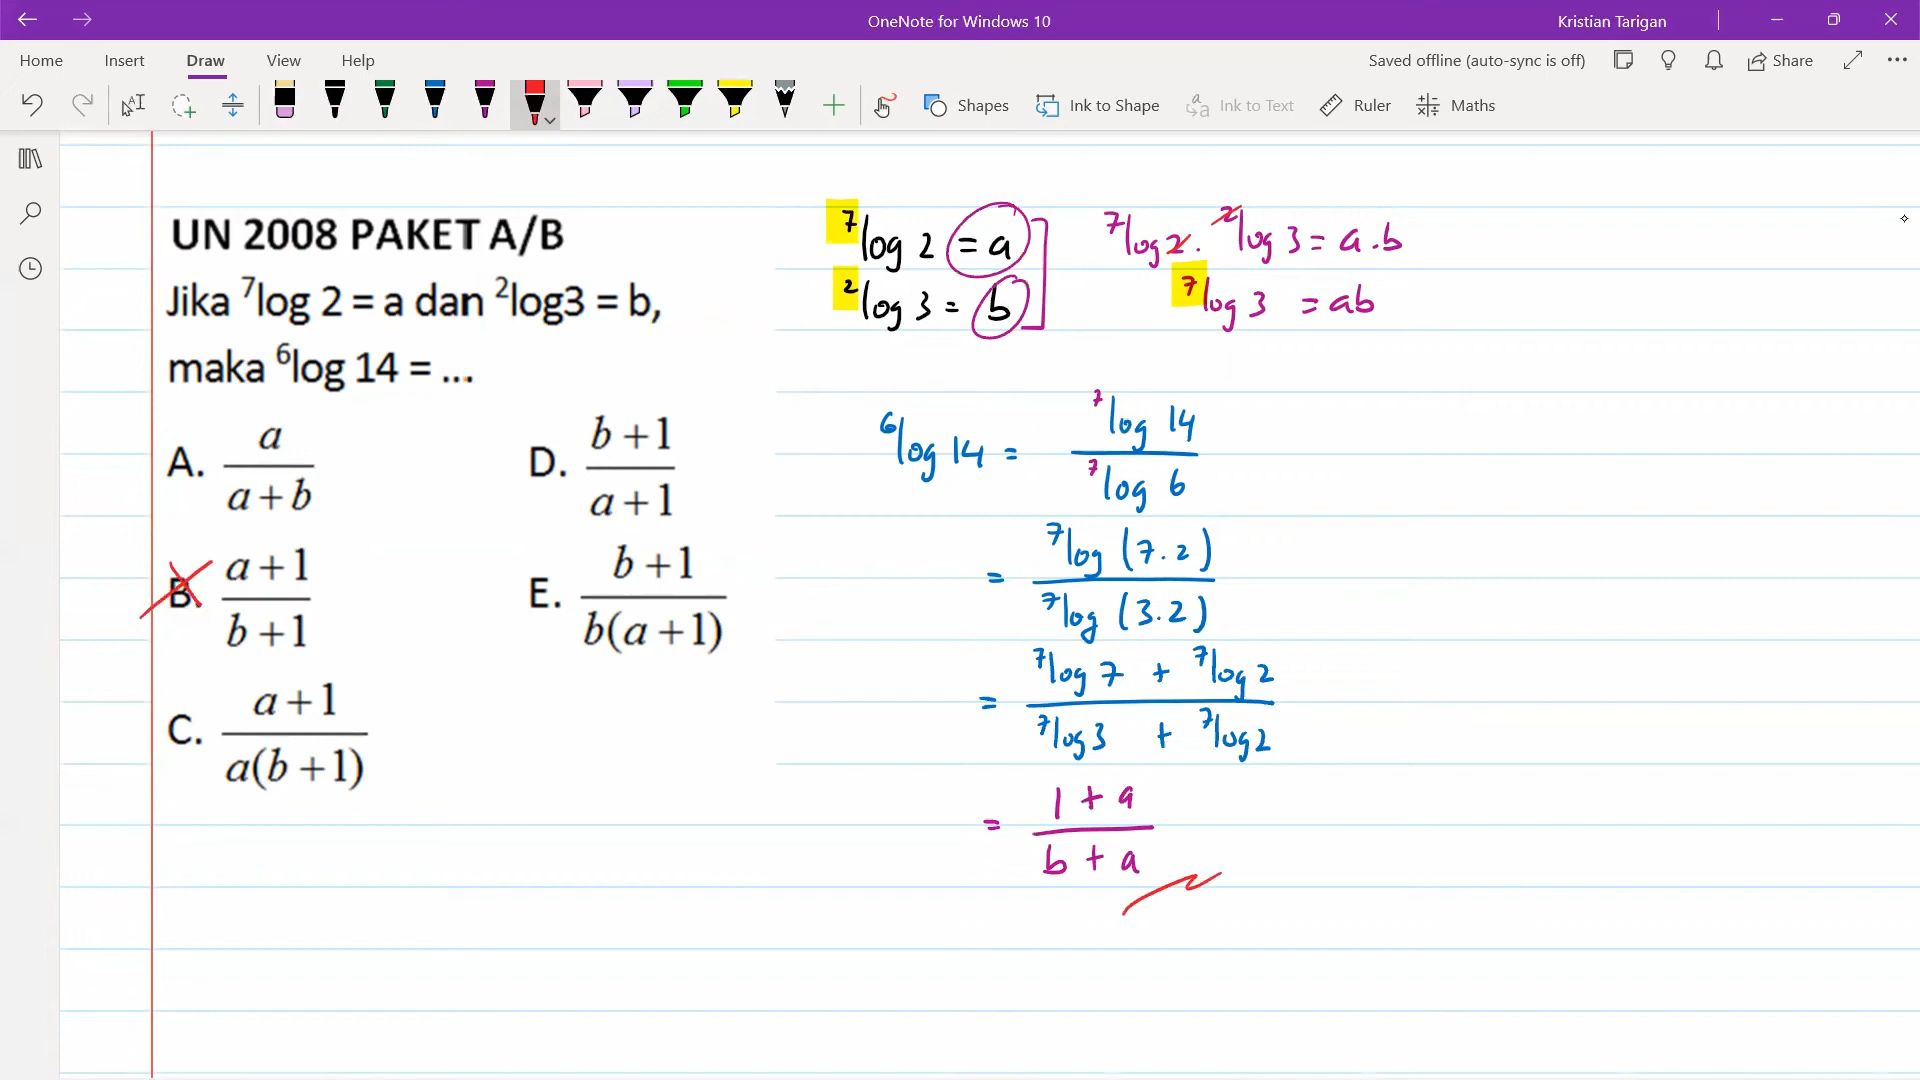 OneNote for Windows 10
Kristian Tarigan
Home Insert Draw View Help
Saved offline (auto-sync is off) Share
Shapes Ink to Shape Ink to Text Ruler Maths
UN 2008 PAKET A/B
Jika ⁷log 2 = a dan ²log3 = b,
maka ⁶log 14 = ...
A. a/(a+b)
D. (b+1)/(a+1)
B. (a+1)/(b+1)
E. (b+1)/(b(a+1))
C. (a+1)/(a(b+1))
⁷log 2 = a
²log 3 = b
⁷log 2 . ²log 3 = a.b
⁷log 3 = ab
⁶log 14 = ⁷log 14 / ⁷log 6
= ⁷log (7.2) / ⁷log (3.2)
= (⁷log 7 + ⁷log 2) / (⁷log 3 + ⁷log 2)
= (1 + a) / (b + a)